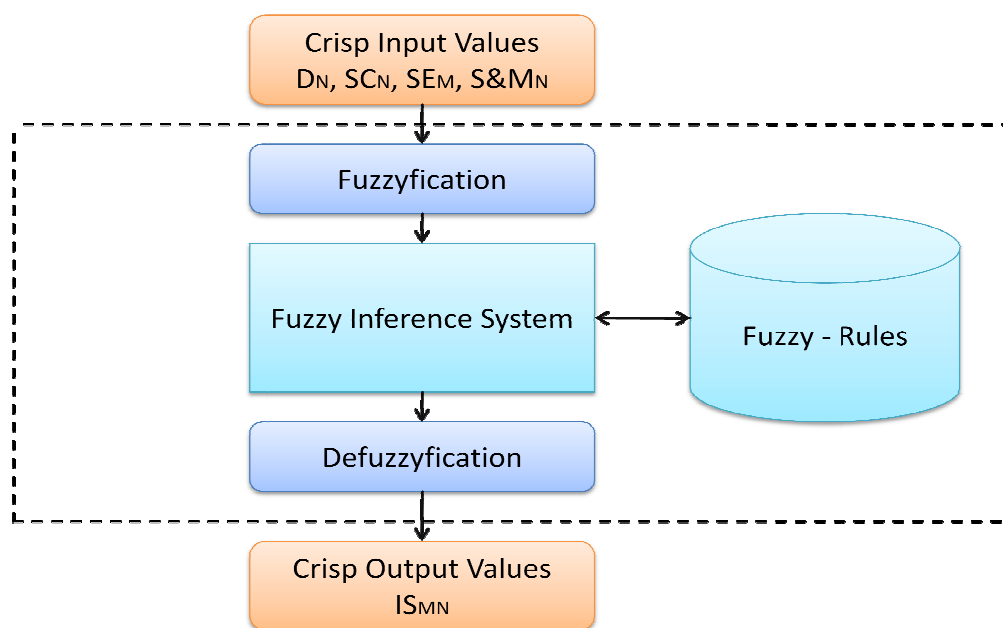 Crisp Input Values
DN, SCN, SEM, S&MN
Fuzzyfication
Fuzzy Inference System
Fuzzy - Rules
Defuzzyfication
Crisp Output Values
ISMN